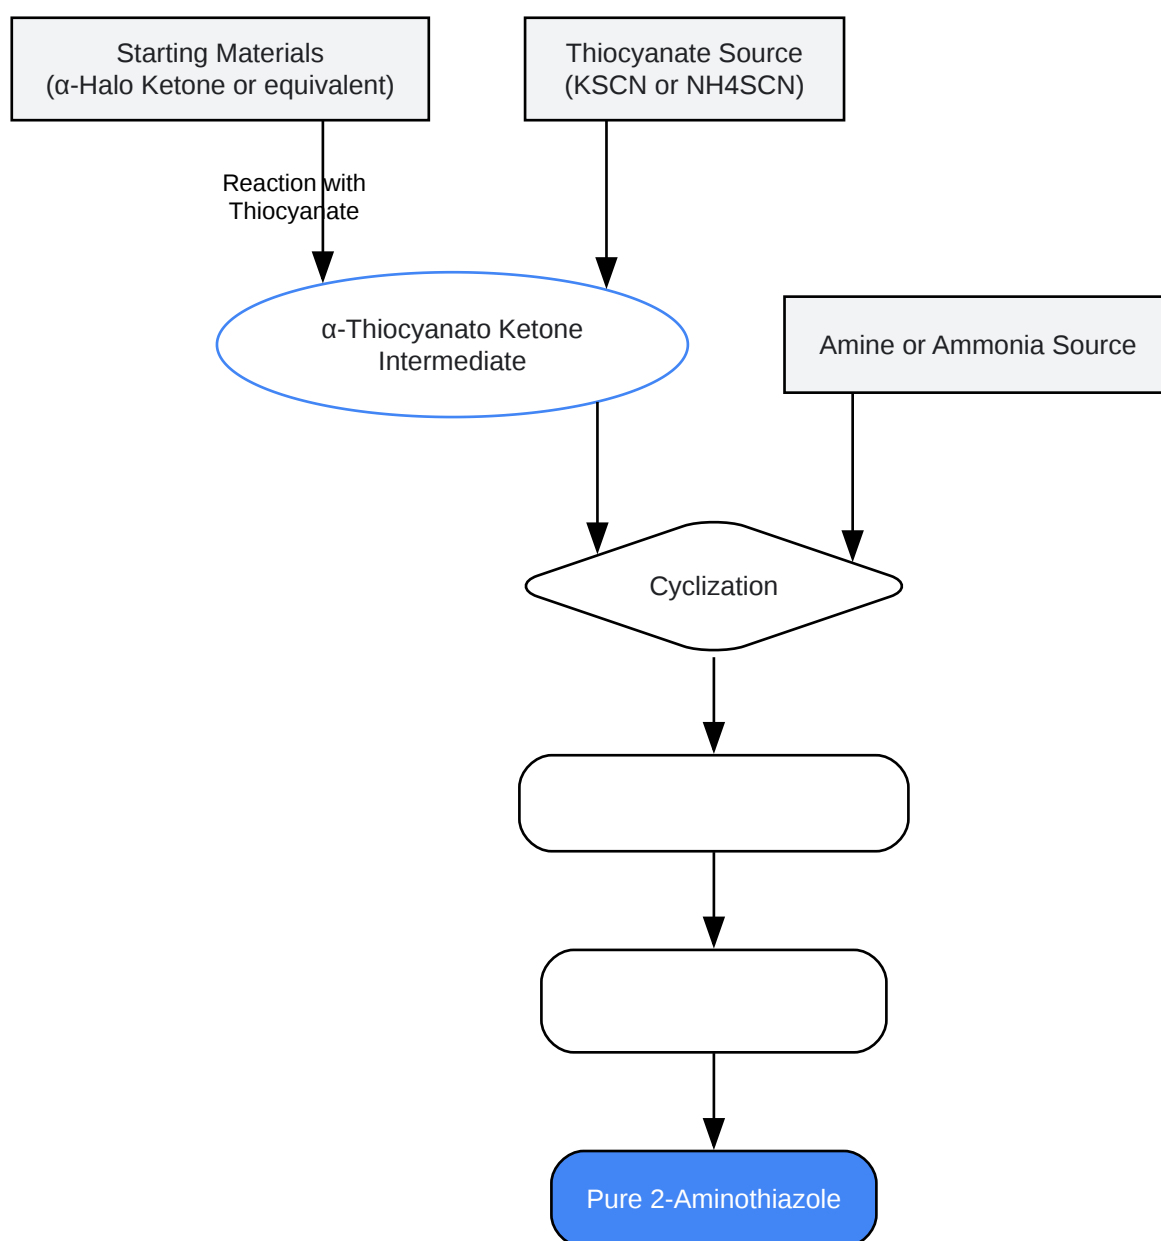 Starting Materials
(α-Halo Ketone or equivalent)
Thiocyanate Source
(KSCN or NH4SCN)
Reaction with
Thiocyanate
α-Thiocyanato Ketone
Intermediate
Amine or Ammonia Source
Cyclization
Pure 2-Aminothiazole